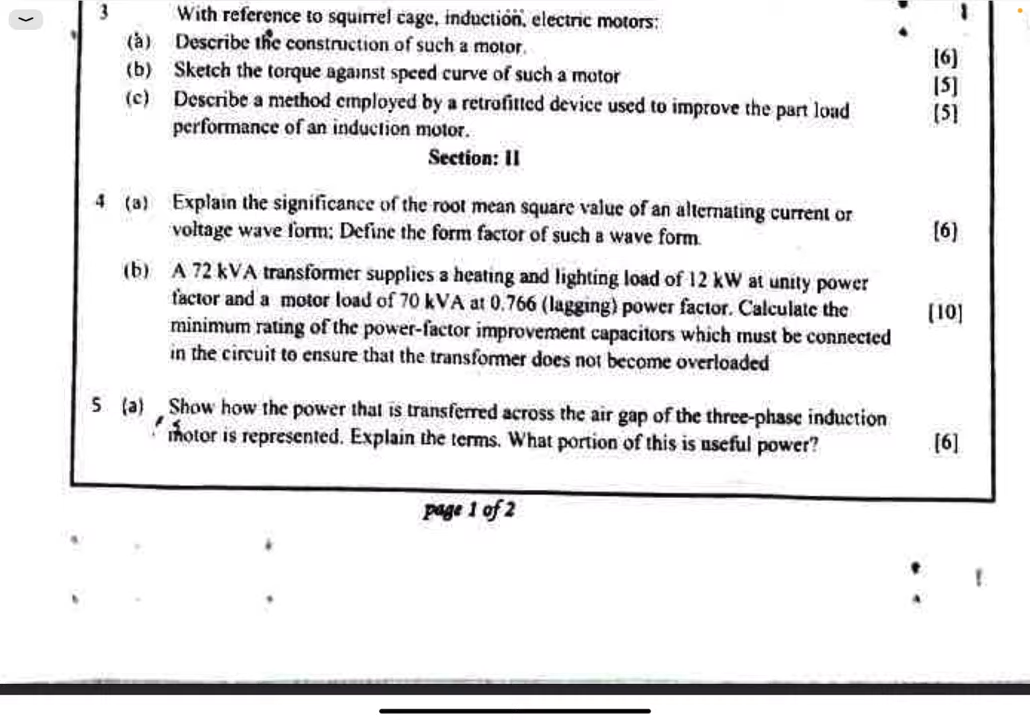 3 With reference to squirrel cage, induction, electric motors:
(a) Describe the construction of such a motor. [6]
(b) Sketch the torque against speed curve of such a motor [5]
(c) Describe a method employed by a retrofitted device used to improve the part load [5]
performance of an induction motor.
Section: II
4 (a) Explain the significance of the root mean square value of an alternating current or
voltage wave form; Define the form factor of such a wave form. [6]
(b) A 72 kVA transformer supplies a heating and lighting load of 12 kW at unity power
factor and a motor load of 70 kVA at 0.766 (lagging) power factor. Calculate the [10]
minimum rating of the power-factor improvement capacitors which must be connected
in the circuit to ensure that the transformer does not become overloaded
5 (a) Show how the power that is transferred across the air gap of the three-phase induction
motor is represented. Explain the terms. What portion of this is useful power? [6]
page 1 of 2